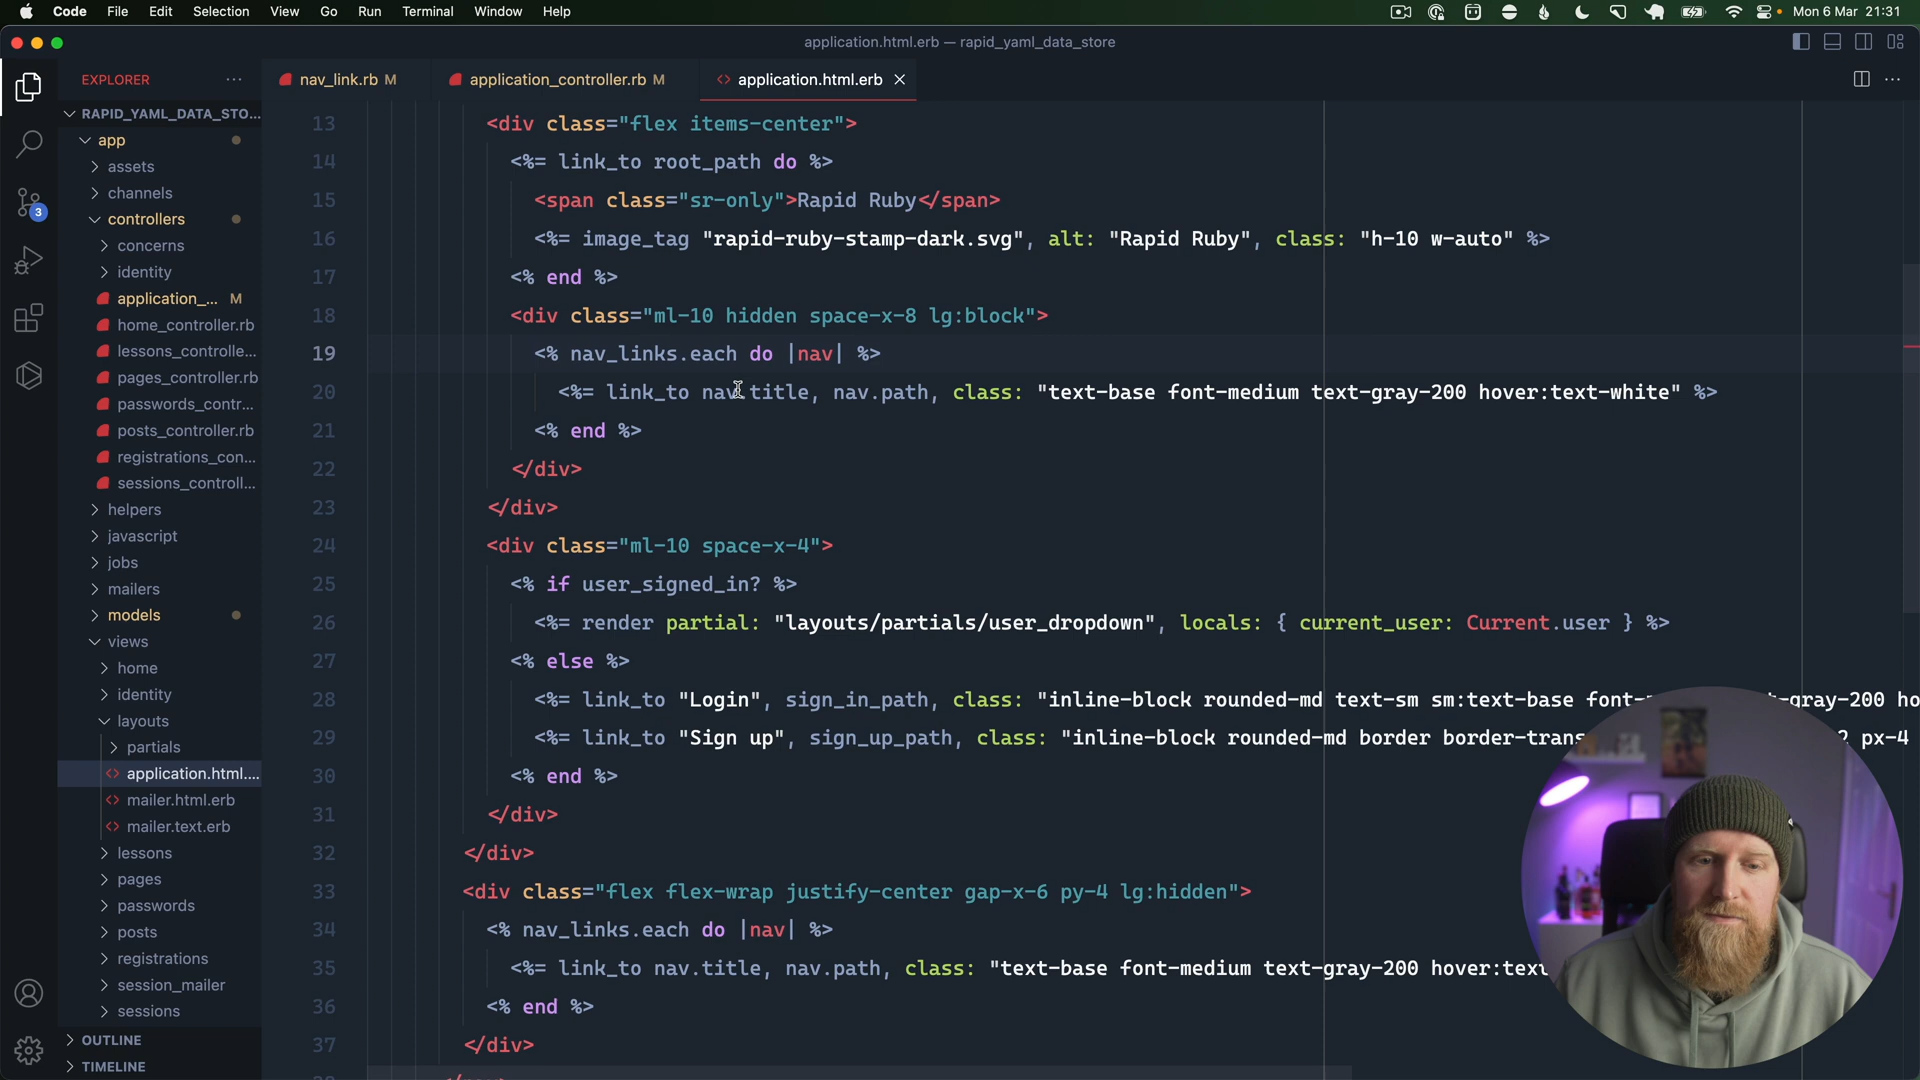 Code File Edit Selection View Go Run Terminal Window Help Mon 6 Mar 21:31
application.html.erb — rapid_yaml_data_store
EXPLORER ···
RAPID_YAML_DATA_STO...
app
assets
channels
controllers
concerns
identity
application_... M
home_controller.rb
lessons_controlle...
pages_controller.rb
passwords_contr...
posts_controller.rb
registrations_con...
sessions_controll...
helpers
javascript
jobs
mailers
models
views
home
identity
layouts
partials
application.html....
mailer.html.erb
mailer.text.erb
lessons
pages
passwords
posts
registrations
session_mailer
sessions
OUTLINE
TIMELINE
3
nav_link.rb M application_controller.rb M application.html.erb
13 <div class="flex items-center">
14 <%= link_to root_path do %>
15 <span class="sr-only">Rapid Ruby</span>
16 <%= image_tag "rapid-ruby-stamp-dark.svg", alt: "Rapid Ruby", class: "h-10 w-auto" %>
17 <% end %>
18 <div class="ml-10 hidden space-x-8 lg:block">
19 <% nav_links.each do |nav| %>
20 <%= link_to nav.title, nav.path, class: "text-base font-medium text-gray-200 hover:text-white" %>
21 <% end %>
22 </div>
23 </div>
24 <div class="ml-10 space-x-4">
25 <% if user_signed_in? %>
26 <%= render partial: "layouts/partials/user_dropdown", locals: { current_user: Current.user } %>
27 <% else %>
28 <%= link_to "Login", sign_in_path, class: "inline-block rounded-md text-sm sm:text-base font- gray-200 ho
29 <%= link_to "Sign up", sign_up_path, class: "inline-block rounded-md border border-trans 2 px-4
30 <% end %>
31 </div>
32 </div>
33 <div class="flex flex-wrap justify-center gap-x-6 py-4 lg:hidden">
34 <% nav_links.each do |nav| %>
35 <%= link_to nav.title, nav.path, class: "text-base font-medium text-gray-200 hover:tex
36 <% end %>
37 </div>